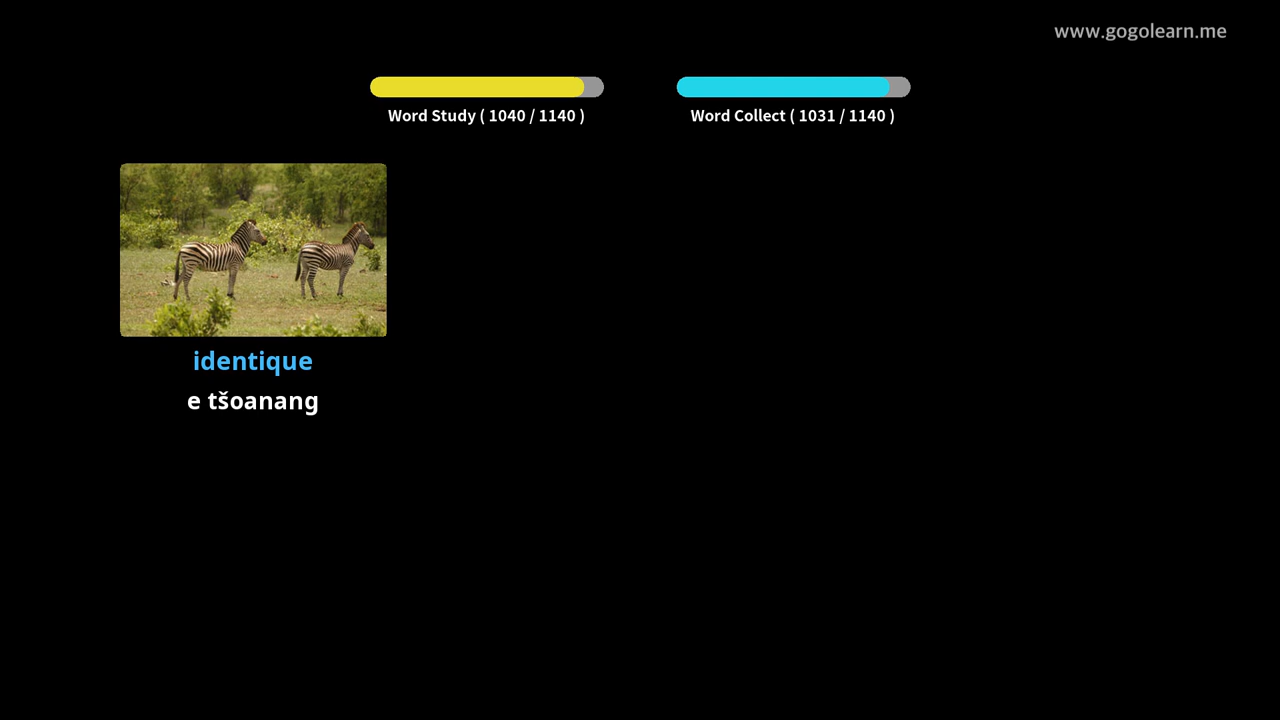 www.gogolearn.me
Word Study ( 1040 / 1140 )
Word Collect ( 1031 / 1140 )
identique
e tšoanang